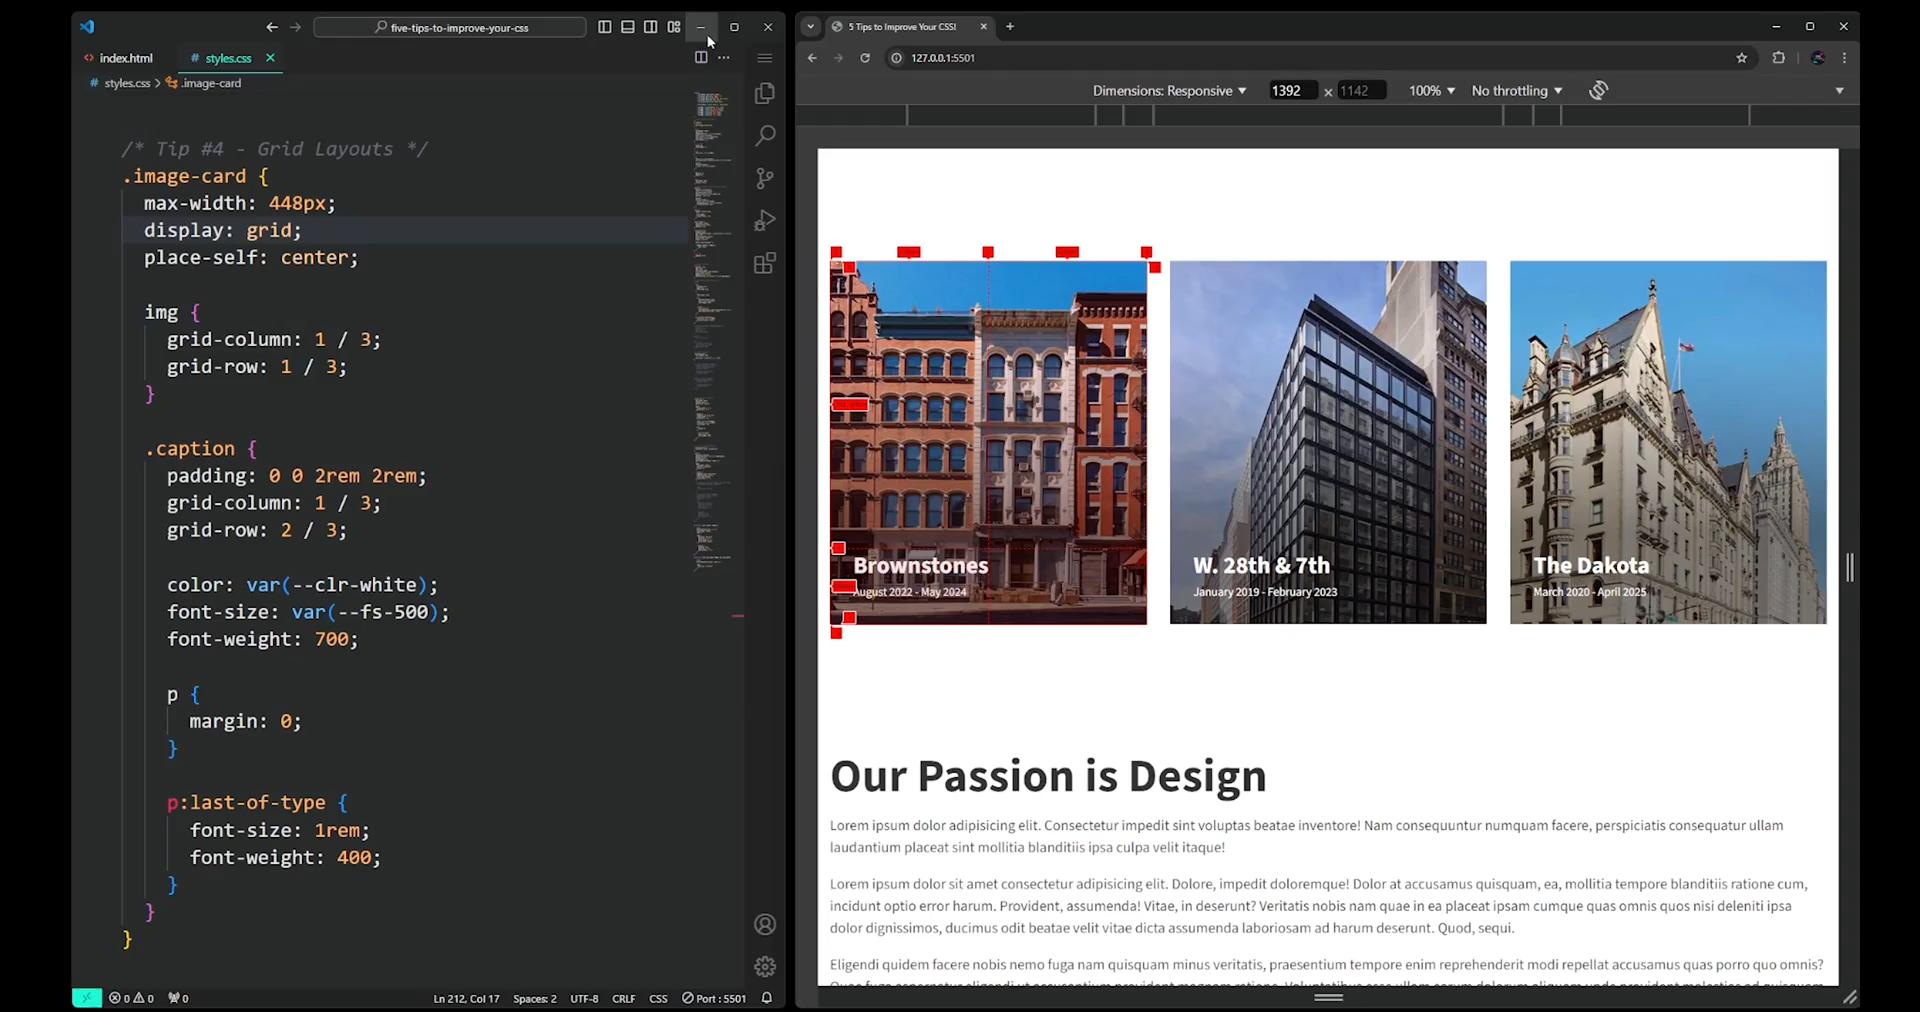 five-tips-to-improve-your-css
index.html
styles.css
styles.css > .image-card
/* Tip #4 - Grid Layouts */
.image-card {
max-width: 448px;
display: grid;
place-self: center;
img {
grid-column: 1 / 3;
grid-row: 1 / 3;
}
.caption {
padding: 0 0 2rem 2rem;
grid-column: 1 / 3;
grid-row: 2 / 3;
color: var(--clr-white);
font-size: var(--fs-500);
font-weight: 700;
p {
margin: 0;
}
p:last-of-type {
font-size: 1rem;
font-weight: 400;
}
}
}
0 0 0
Ln 212, Col 17 Spaces: 2 UTF-8 CRLF CSS Port : 5501
5 Tips to Improve Your CSS!
127.0.0.1:5501
Dimensions: Responsive 1392 × 1142 100% No throttling
Brownstones
August 2022 - May 2024
W. 28th & 7th
January 2019 - February 2023
The Dakota
March 2020 - April 2025
Our Passion is Design
Lorem ipsum dolor adipisicing elit. Consectetur impedit sint voluptas beatae inventore! Nam consequuntur numquam facere, perspiciatis consequatur ullam
laudantium placeat sint mollitia blanditiis ipsa culpa velit itaque!
Lorem ipsum dolor sit amet consectetur adipisicing elit. Dolore, impedit doloremque! Dolor at accusamus quisquam, ea, mollitia tempore blanditiis ratione cum,
incidunt optio error harum. Provident, assumenda! Vitae, in deserunt? Veritatis nobis nam quae in ea placeat ipsam cumque quas omnis quos nisi deleniti ipsa
dolor dignissimos, ducimus odit beatae velit vitae dicta assumenda laboriosam ad harum deserunt. Quod, sequi.
Eligendi quidem facere nobis nemo fuga nam quisquam minus veritatis, praesentium tempore enim reprehenderit modi repellat accusamus quas porro quo omnis?